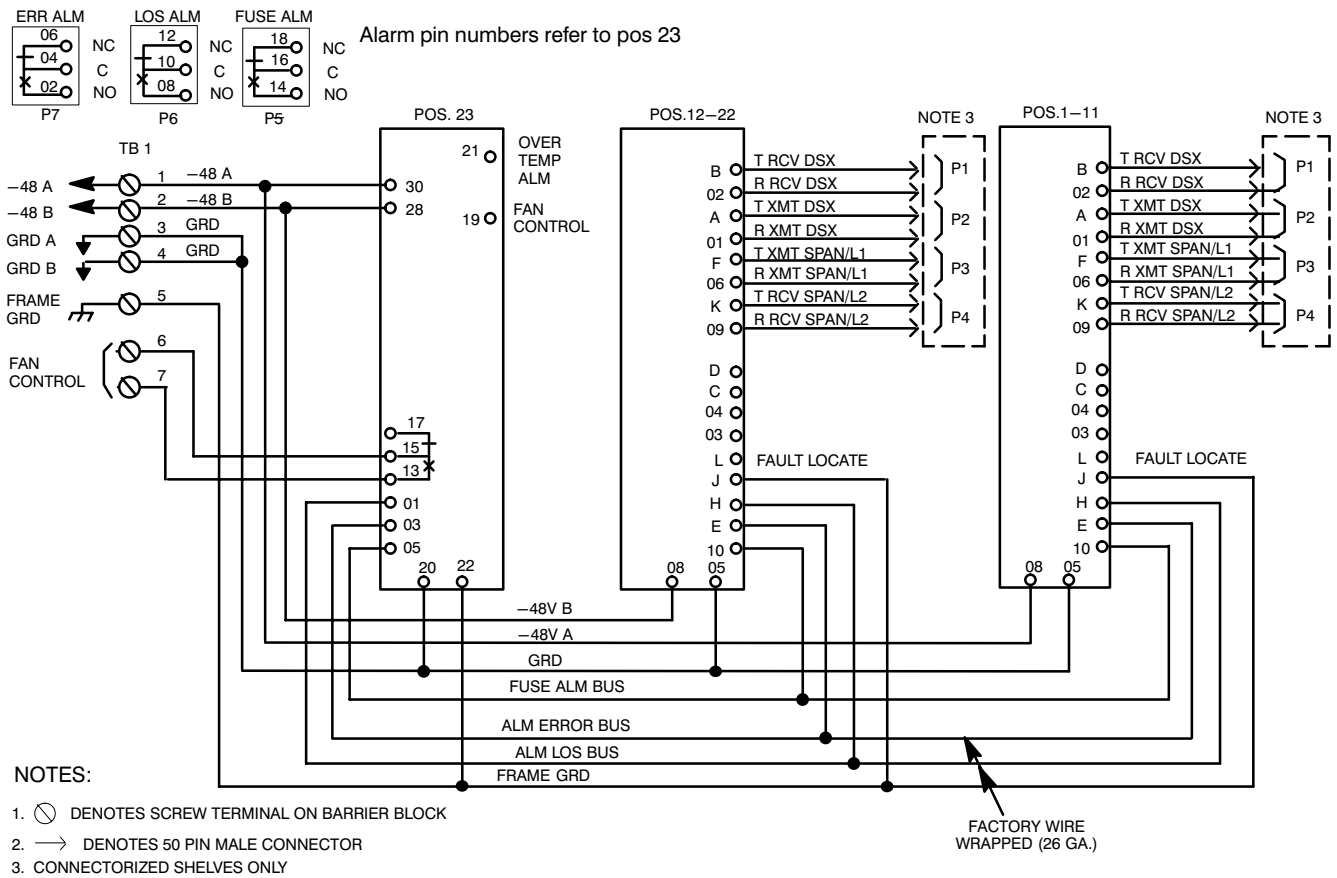 ERR ALM
LOS ALM
FUSE ALM
Alarm pin numbers refer to pos 23
06 NC
04 C
02 NO
P7
12 NC
10 C
08 NO
P6
18 NC
16 C
14 NO
P5
TB 1
–48 A
1
–48 A
–48 B
2
–48 B
GRD A
3
GRD
GRD B
4
GRD
FRAME
GRD
5
FAN
CONTROL
6
7
POS. 23
21
OVER
TEMP
ALM
30
28
19
FAN
CONTROL
17
15
13
01
03
05
20
22
POS.12–22
B
02
A
01
F
06
K
09
D
C
04
03
L
J
H
E
10
08
05
T RCV DSX
R RCV DSX
T XMT DSX
R XMT DSX
T XMT SPAN/L1
R XMT SPAN/L1
T RCV SPAN/L2
R RCV SPAN/L2
NOTE 3
P1
P2
P3
P4
FAULT LOCATE
POS.1–11
B
02
A
01
F
06
K
09
D
C
04
03
L
J
H
E
10
08
05
T RCV DSX
R RCV DSX
T XMT DSX
R XMT DSX
T XMT SPAN/L1
R XMT SPAN/L1
T RCV SPAN/L2
R RCV SPAN/L2
NOTE 3
P1
P2
P3
P4
FAULT LOCATE
–48V B
–48V A
GRD
FUSE ALM BUS
ALM ERROR BUS
ALM LOS BUS
FRAME GRD
FACTORY WIRE
WRAPPED (26 GA.)
NOTES:
1. DENOTES SCREW TERMINAL ON BARRIER BLOCK
2. → DENOTES 50 PIN MALE CONNECTOR
3. CONNECTORIZED SHELVES ONLY